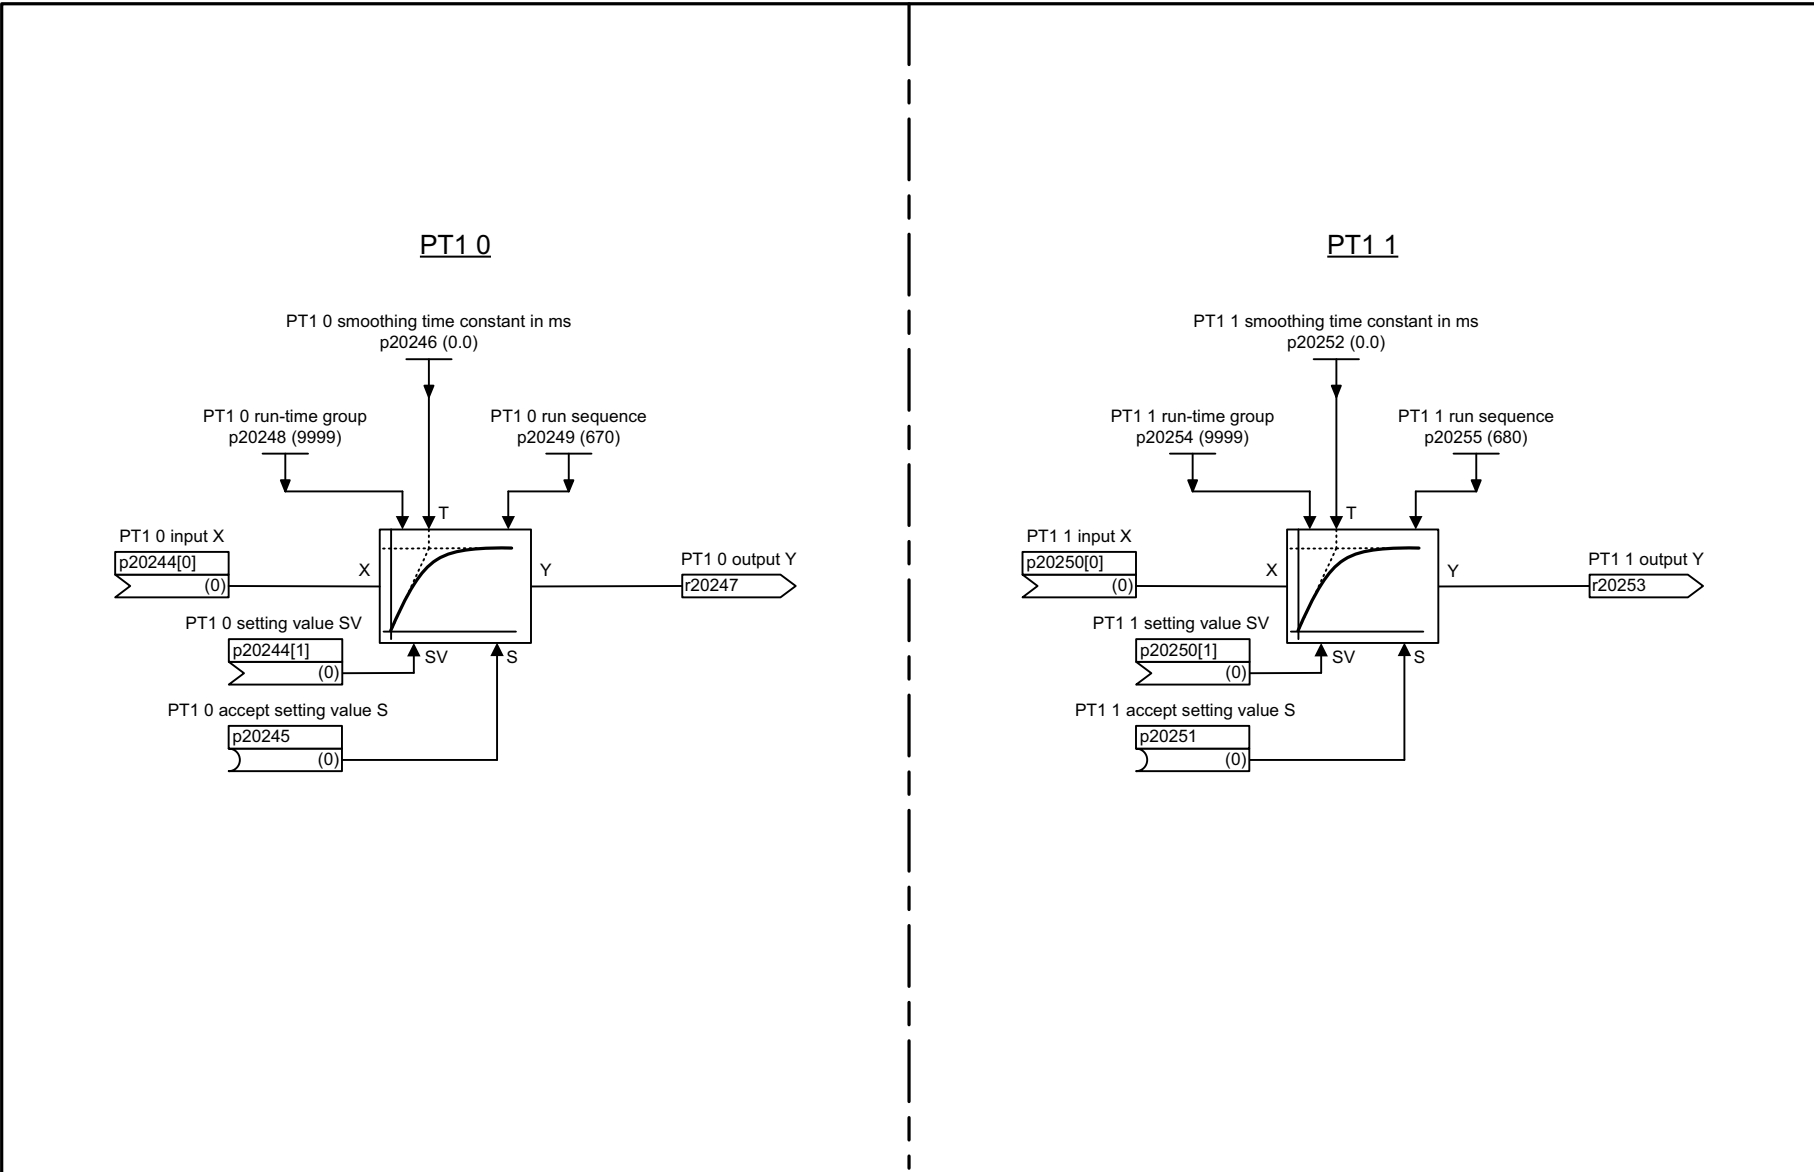 PT1 0
PT1 0 smoothing time constant in ms
p20246 (0.0)
PT1 0 run-time group
p20248 (9999)
PT1 0 run sequence
p20249 (670)
T
PT1 0 input X
p20244[0]
(0)
X
Y
PT1 0 output Y
r20247
PT1 0 setting value SV
p20244[1]
(0)
SV
S
PT1 0 accept setting value S
p20245
(0)
PT1 1
PT1 1 smoothing time constant in ms
p20252 (0.0)
PT1 1 run-time group
p20254 (9999)
PT1 1 run sequence
p20255 (680)
T
PT1 1 input X
p20250[0]
(0)
X
Y
PT1 1 output Y
r20253
PT1 1 setting value SV
p20250[1]
(0)
SV
S
PT1 1 accept setting value S
p20251
(0)